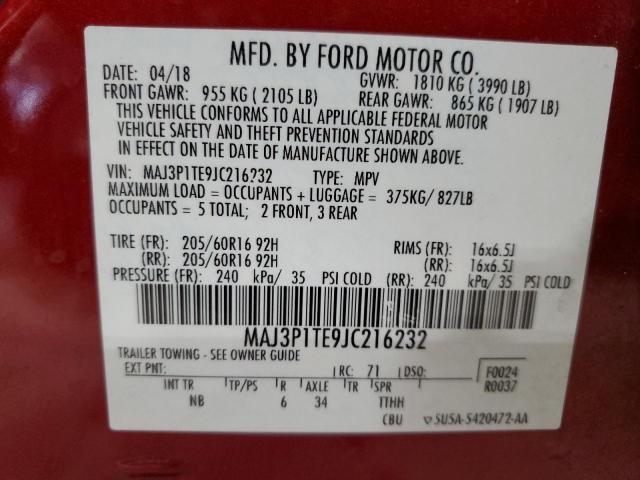 MFD. BY FORD MOTOR CO.
DATE: 04/18 GVWR: 1810 KG ( 3990 LB)
FRONT GAWR: 955 KG ( 2105 LB) REAR GAWR: 865 KG ( 1907 LB)
THIS VEHICLE CONFORMS TO ALL APPLICABLE FEDERAL MOTOR
VEHICLE SAFETY AND THEFT PREVENTION STANDARDS
IN EFFECT ON THE DATE OF MANUFACTURE SHOWN ABOVE.
VIN: MAJ3P1TE9JC216232 TYPE: MPV
MAXIMUM LOAD = OCCUPANTS + LUGGAGE = 375KG/ 827LB
OCCUPANTS = 5 TOTAL; 2 FRONT, 3 REAR
TIRE (FR): 205/60R16 92H RIMS (FR): 16x6.5J
(RR): 205/60R16 92H (RR): 16x6.5J
PRESSURE (FR): 240 kPa/ 35 PSI COLD (RR): 240 kPa/ 35 PSI COLD
MAJ3P1TE9JC216232
TRAILER TOWING - SEE OWNER GUIDE
EXT PNT: RC: 71 DSO: F0024
INT TR TP/PS R AXLE TR SPR R0037
NB 6 34 TTHH
CBU ▽5U5A-5420472-AA